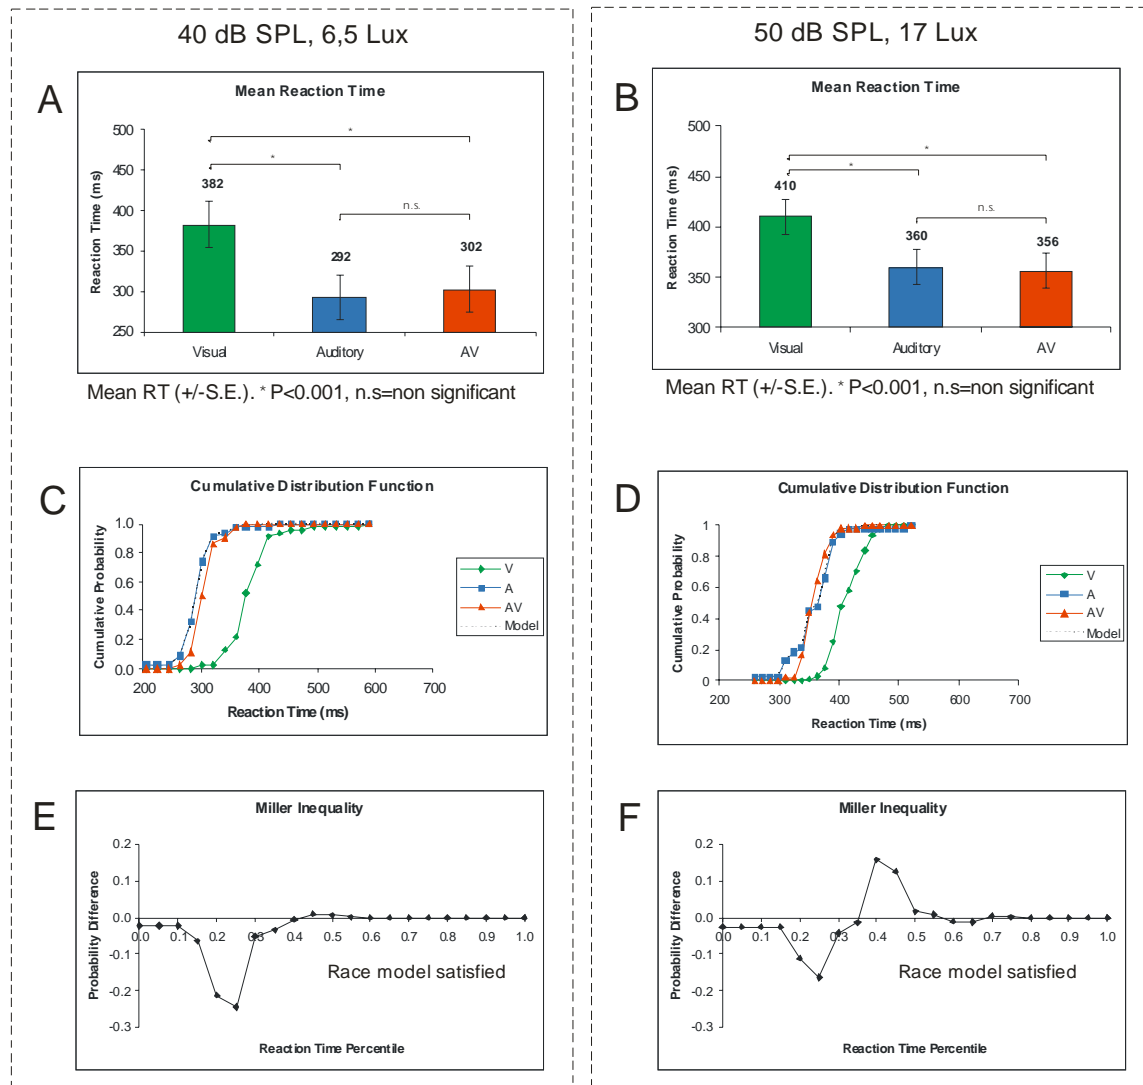 40 dB SPL, 6,5 Lux
A
Mean Reaction Time
Reaction Time (ms)
500
450
400
350
300
250
382
292
302
*
*
n.s.
Visual
Auditory
AV
Mean RT (+/-S.E.). * P<0.001, n.s=non significant
C
Cumulative Distribution Function
Cumulative Probability
1.0
0.8
0.6
0.4
0.2
0.0
200
300
400
500
600
700
Reaction Time (ms)
V
A
AV
Model
E
Miller Inequality
Probability Difference
0.2
0.1
0.0
-0.1
-0.2
-0.3
0.0 0.1 0.2 0.3 0.4 0.5 0.6 0.7 0.8 0.9 1.0
Race model satisfied
Reaction Time Percentile
50 dB SPL, 17 Lux
B
Mean Reaction Time
Reaction Time (ms)
500
450
400
350
300
410
360
356
*
*
n.s.
Visual
Auditory
AV
Mean RT (+/-S.E.). * P<0.001, n.s=non significant
D
Cumulative Distribution Function
Cumulative Probability
1
0.8
0.6
0.4
0.2
0
200
300
400
500
600
700
Reaction Time (ms)
V
A
AV
Model
F
Miller Inequality
Probability Difference
0.2
0.1
0.0
-0.1
-0.2
-0.3
0.0 0.1 0.2 0.3 0.4 0.5 0.6 0.7 0.8 0.9 1.0
Race model satisfied
Reaction Time Percentile